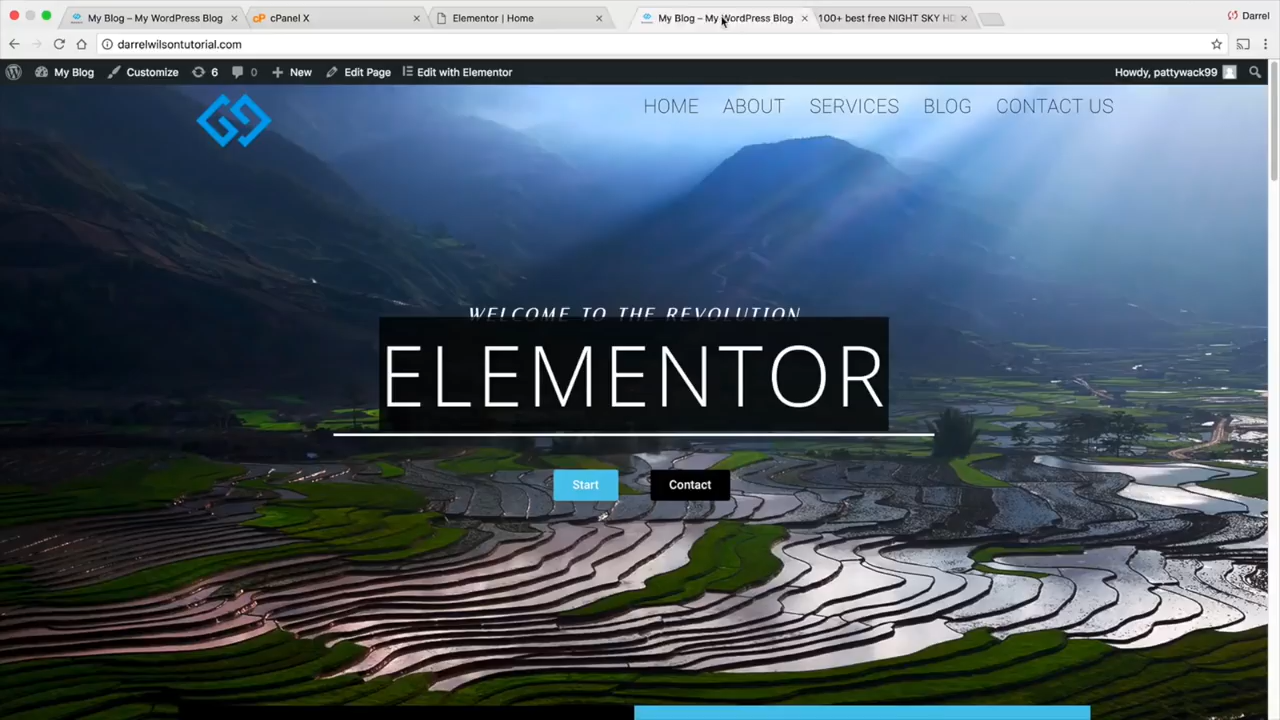 My Blog – My WordPress Blog
cPanel X
Elementor | Home
My Blog – My WordPress Blog
100+ best free NIGHT SKY HD
Darrel
darrelwilsontutorial.com
My Blog
Customize
6
0
New
Edit Page
Edit with Elementor
Howdy, pattywack99
HOME
ABOUT
SERVICES
BLOG
CONTACT US
WELCOME TO THE REVOLUTION
ELEMENTOR
Start
Contact